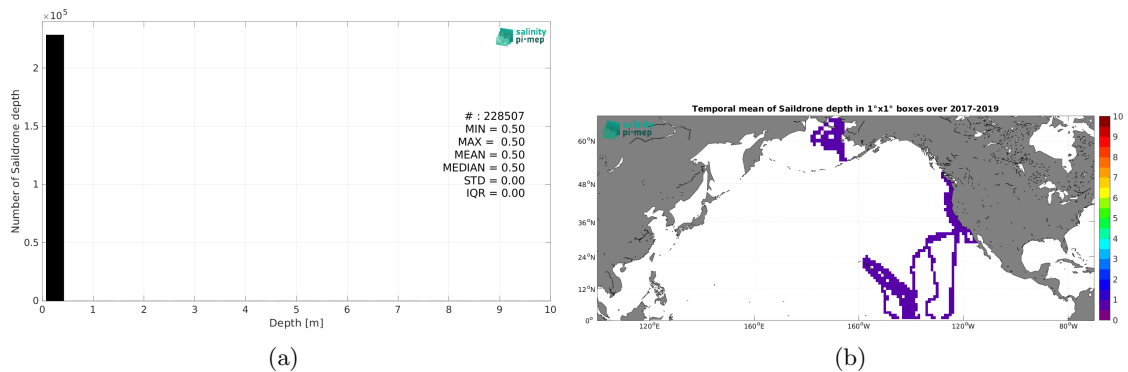 ×10⁵
salinity
pi-mep
2
1.5
1
0.5
0
Number of Saildrone depth
# : 228507
MIN = 0.50
MAX = 0.50
MEAN = 0.50
MEDIAN = 0.50
STD = 0.00
IQR = 0.00
0 1 2 3 4 5 6 7 8 9 10
Depth [m]
(a)
Temporal mean of Saildrone depth in 1°x1° boxes over 2017-2019
salinity
pi-mep
60°N
48°N
36°N
24°N
12°N
0°
120°E 160°E 160°W 120°W 80°W
10
9
8
7
6
5
4
3
2
1
0
(b)